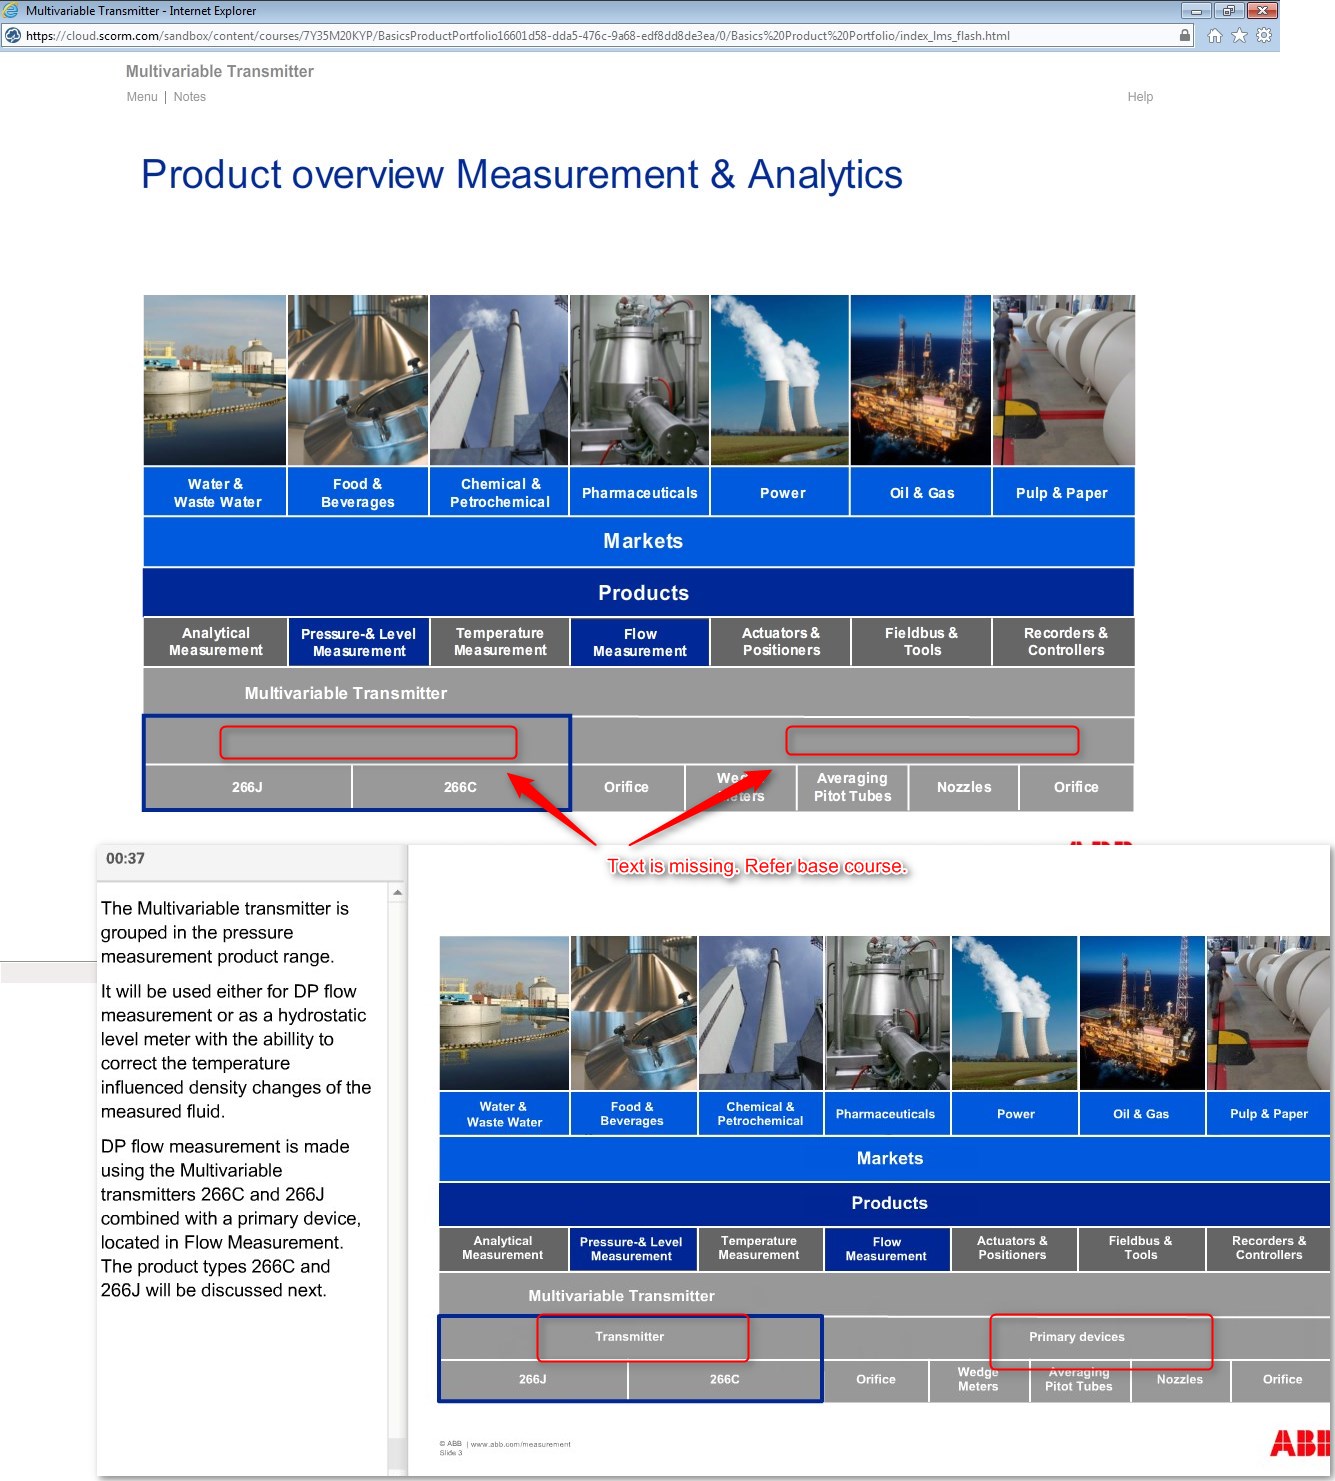 Multivariable Transmitter - Internet Explorer
https://cloud.scorm.com/sandbox/content/courses/7Y35M20KYP/BasicsProductPortfolio16601d58-dda5-476c-9a68-edf8dd8de3ea/0/Basics%20Product%20Portfolio/index_lms_flash.html
Multivariable Transmitter
Menu | Notes
Help
Product overview Measurement & Analytics
Water &
Waste Water
Food &
Beverages
Chemical &
Petrochemical
Pharmaceuticals
Power
Oil & Gas
Pulp & Paper
Markets
Products
Analytical
Measurement
Pressure-& Level
Measurement
Temperature
Measurement
Flow
Measurement
Actuators &
Positioners
Fieldbus &
Tools
Recorders &
Controllers
Multivariable Transmitter
266J
266C
Orifice
Wedge
Meters
Averaging
Pitot Tubes
Nozzles
Orifice
ABB
Text is missing. Refer base course.
00:37
The Multivariable transmitter is
grouped in the pressure
measurement product range.
It will be used either for DP flow
measurement or as a hydrostatic
level meter with the abillity to
correct the temperature
influenced density changes of the
measured fluid.
DP flow measurement is made
using the Multivariable
transmitters 266C and 266J
combined with a primary device,
located in Flow Measurement.
The product types 266C and
266J will be discussed next.
Water &
Waste Water
Food &
Beverages
Chemical &
Petrochemical
Pharmaceuticals
Power
Oil & Gas
Pulp & Paper
Markets
Products
Analytical
Measurement
Pressure-& Level
Measurement
Temperature
Measurement
Flow
Measurement
Actuators &
Positioners
Fieldbus &
Tools
Recorders &
Controllers
Multivariable Transmitter
Transmitter
Primary devices
266J
266C
Orifice
Wedge
Meters
Averaging
Pitot Tubes
Nozzles
Orifice
© ABB | www.abb.com/measurement
Slide 3
ABB